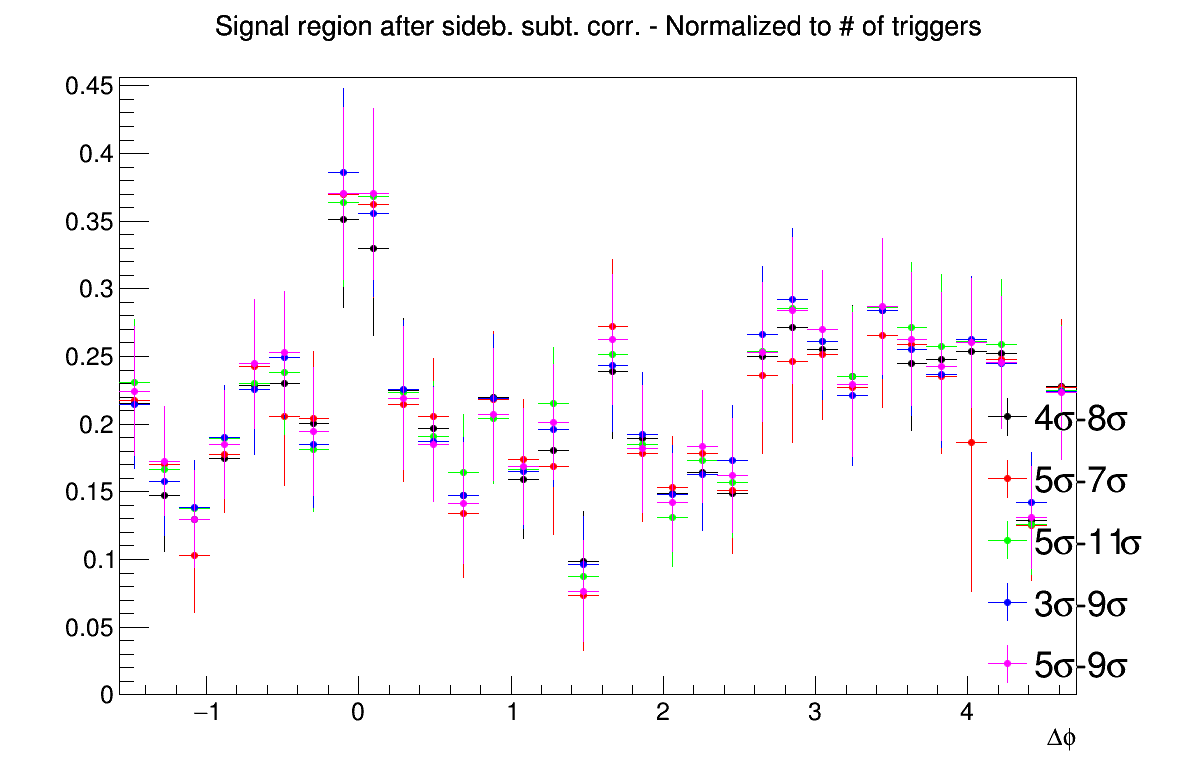 Signal region after sideb. subt. corr. - Normalized to # of triggers
0.45
0.4
0.35
0.3
0.25
0.2
0.15
0.1
0.05
0
4σ-8σ
5σ-7σ
5σ-11σ
3σ-9σ
5σ-9σ
−1 0 1 2 3 4
Δϕ